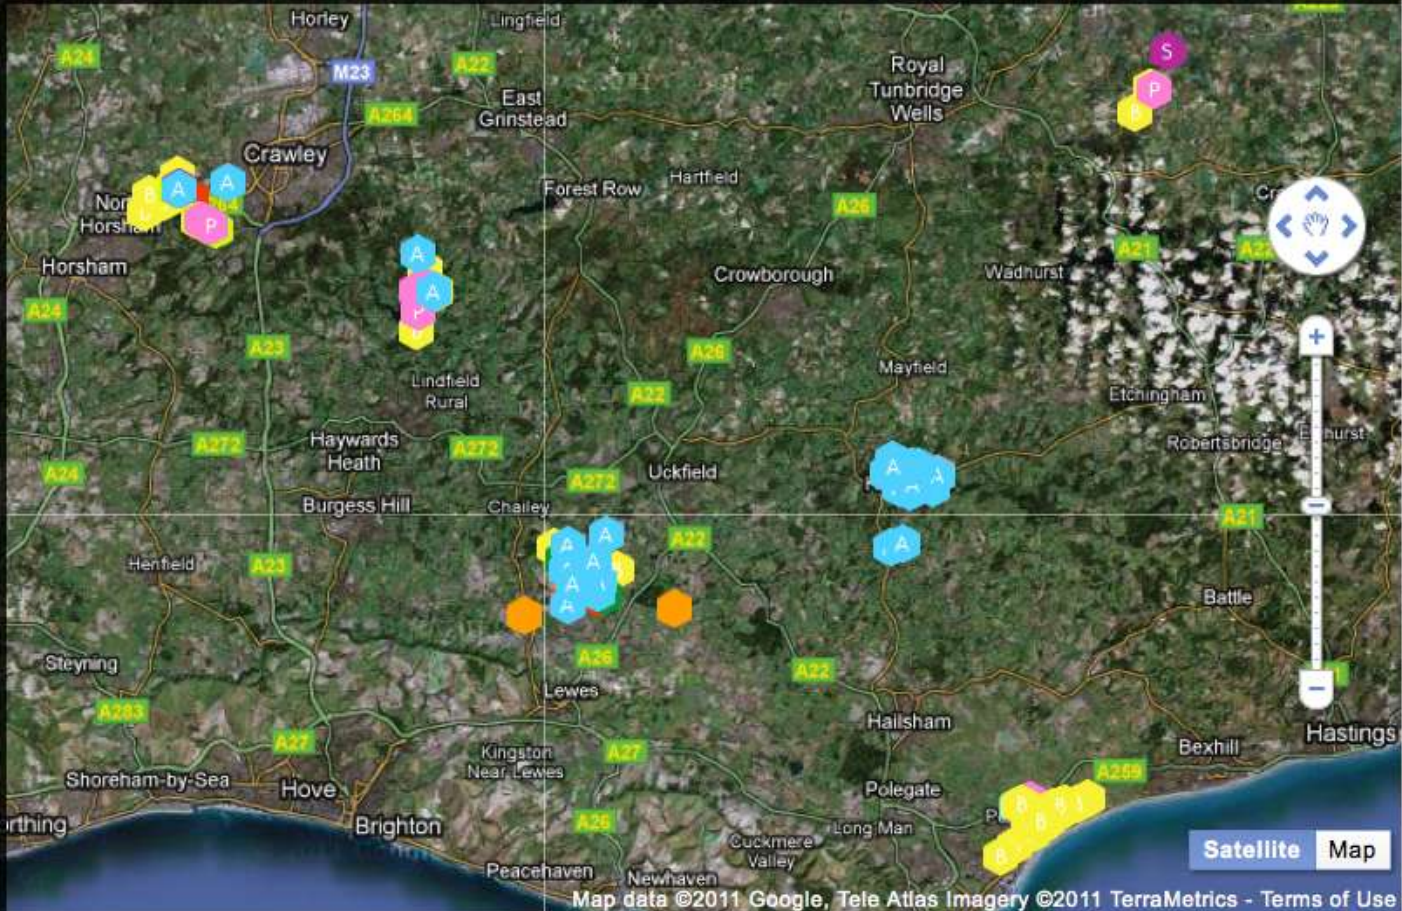 Horley
Lingfield
A24
M23
A22
S
Royal
Tunbridge
Wells
P
B
East
Grinstead
A264
Crawley
A
A
B
Forest Row
Hartfield
A26
Horsham
P
A
Horsham
A21
A22
Crowborough
Wadhurst
A
P
A24
A23
A26
Mayfield
Lindfield
Rural
A22
Etchingham
A272
Haywards
Heath
A272
Robertsbridge
A24
A272
Uckfield
A
A
A
Burgess Hill
Chailey
A21
A22
A
A
A
A
A
A
A23
Henfield
Battle
Steyning
A26
A22
Lewes
A283
Hailsham
Hastings
A27
Kingston
Near Lewes
A27
Bexhill
A259
Shoreham-by-Sea
Hove
Polegate
B
B
B
B
Brighton
A26
Long Man
Cuckmere
Valley
Peacehaven
Newhaven
+
−
−
Satellite
Map
Map data ©2011 Google, Tele Atlas Imagery ©2011 TerraMetrics - Terms of Use